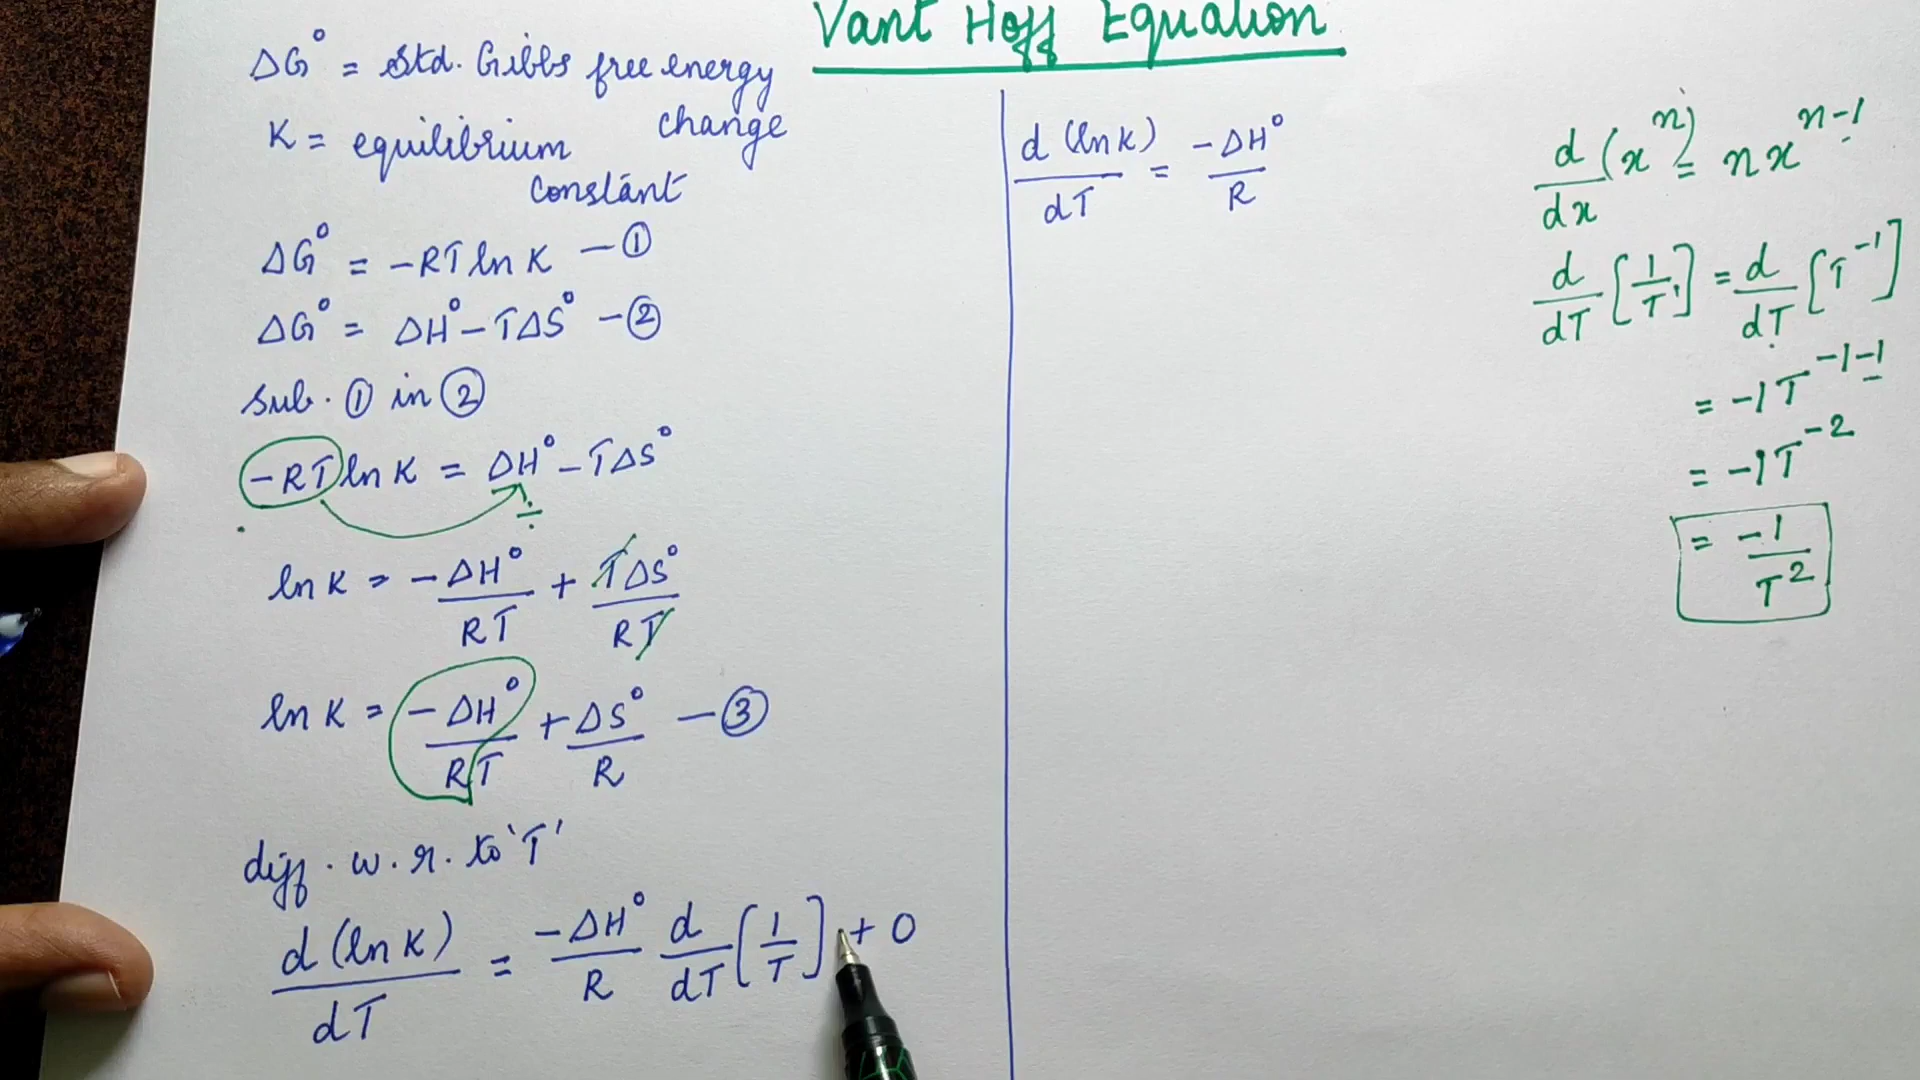 Vant Hoff Equation
ΔG° = Std. Gibbs free energy
change
K = equilibrium
constant
ΔG° = -RT ln K — ①
ΔG° = ΔH° - TΔS° — ②
Sub. ① in ②
-RT ln K = ΔH° - TΔS°
÷
ln K = -ΔH°/RT + TΔS°/RT
ln K = -ΔH°/RT + ΔS°/R — ③
diff. w.r. to 'T'
d (ln K)/dT = -ΔH°/R d/dT [1/T] + 0
d (ln K)/dT = -ΔH°/R
d/dx (x^n) = nx^(n-1)
d/dT [1/T] = d/dT [T^-1]
= -1T^(-1-1)
= -1T^-2
= -1/T^2